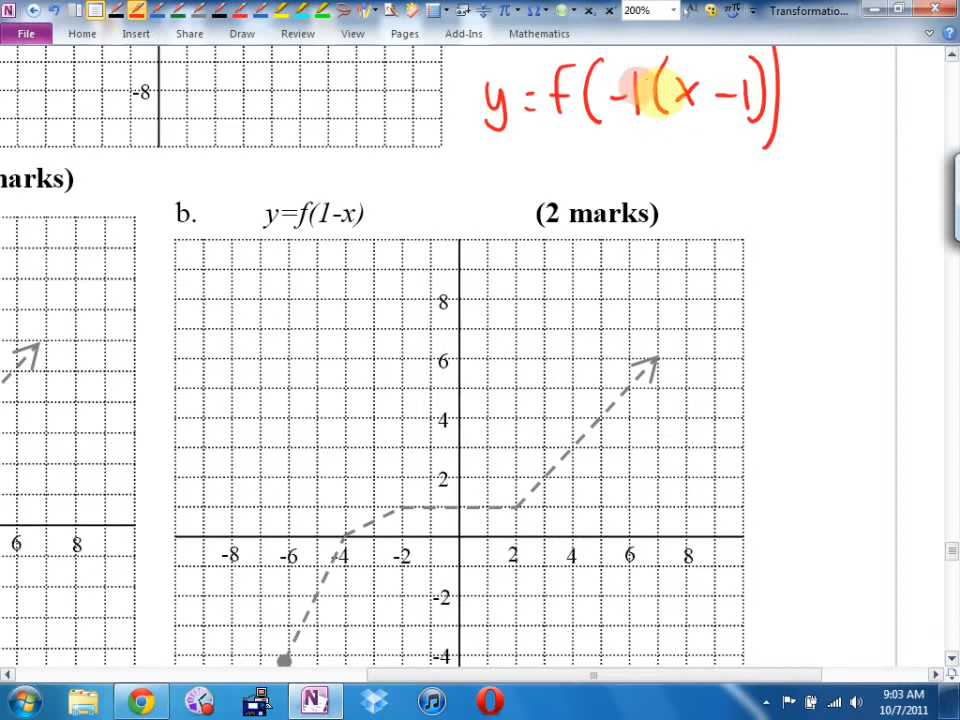 200% Transformatio...
File Home Insert Share Draw Review View Pages Add-Ins Mathematics
-8
y = f(-1(x-1))
marks)
b. y=f(1-x) (2 marks)
8
6
4
2
6 8
-8 -6 -4 -2 2 4 6 8
-2
-4
9:03 AM
10/7/2011